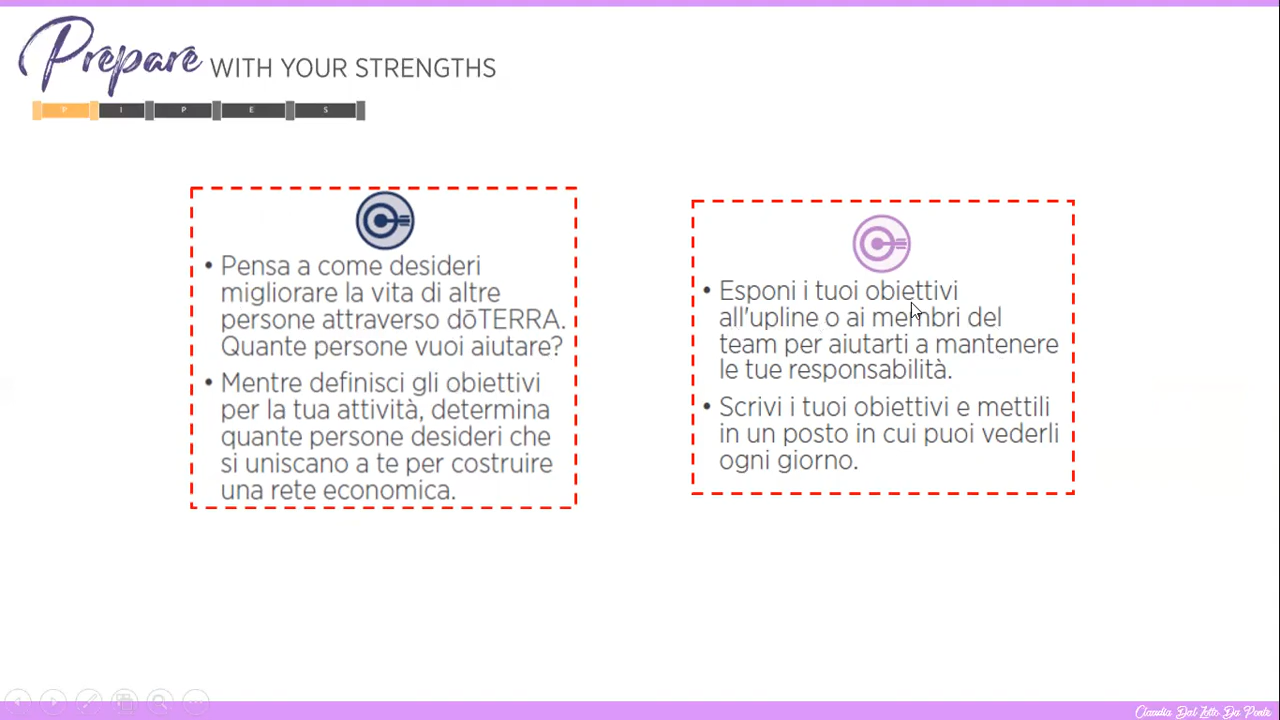 Prepare WITH YOUR STRENGTHS
P I P E S
• Pensa a come desideri
migliorare la vita di altre
persone attraverso dōTERRA.
Quante persone vuoi aiutare?
• Mentre definisci gli obiettivi
per la tua attività, determina
quante persone desideri che
si uniscano a te per costruire
una rete economica.
• Esponi i tuoi obiettivi
all'upline o ai membri del
team per aiutarti a mantenere
le tue responsabilità.
• Scrivi i tuoi obiettivi e mettili
in un posto in cui puoi vederli
ogni giorno.
Claudia Dal Zotto Da Ponte